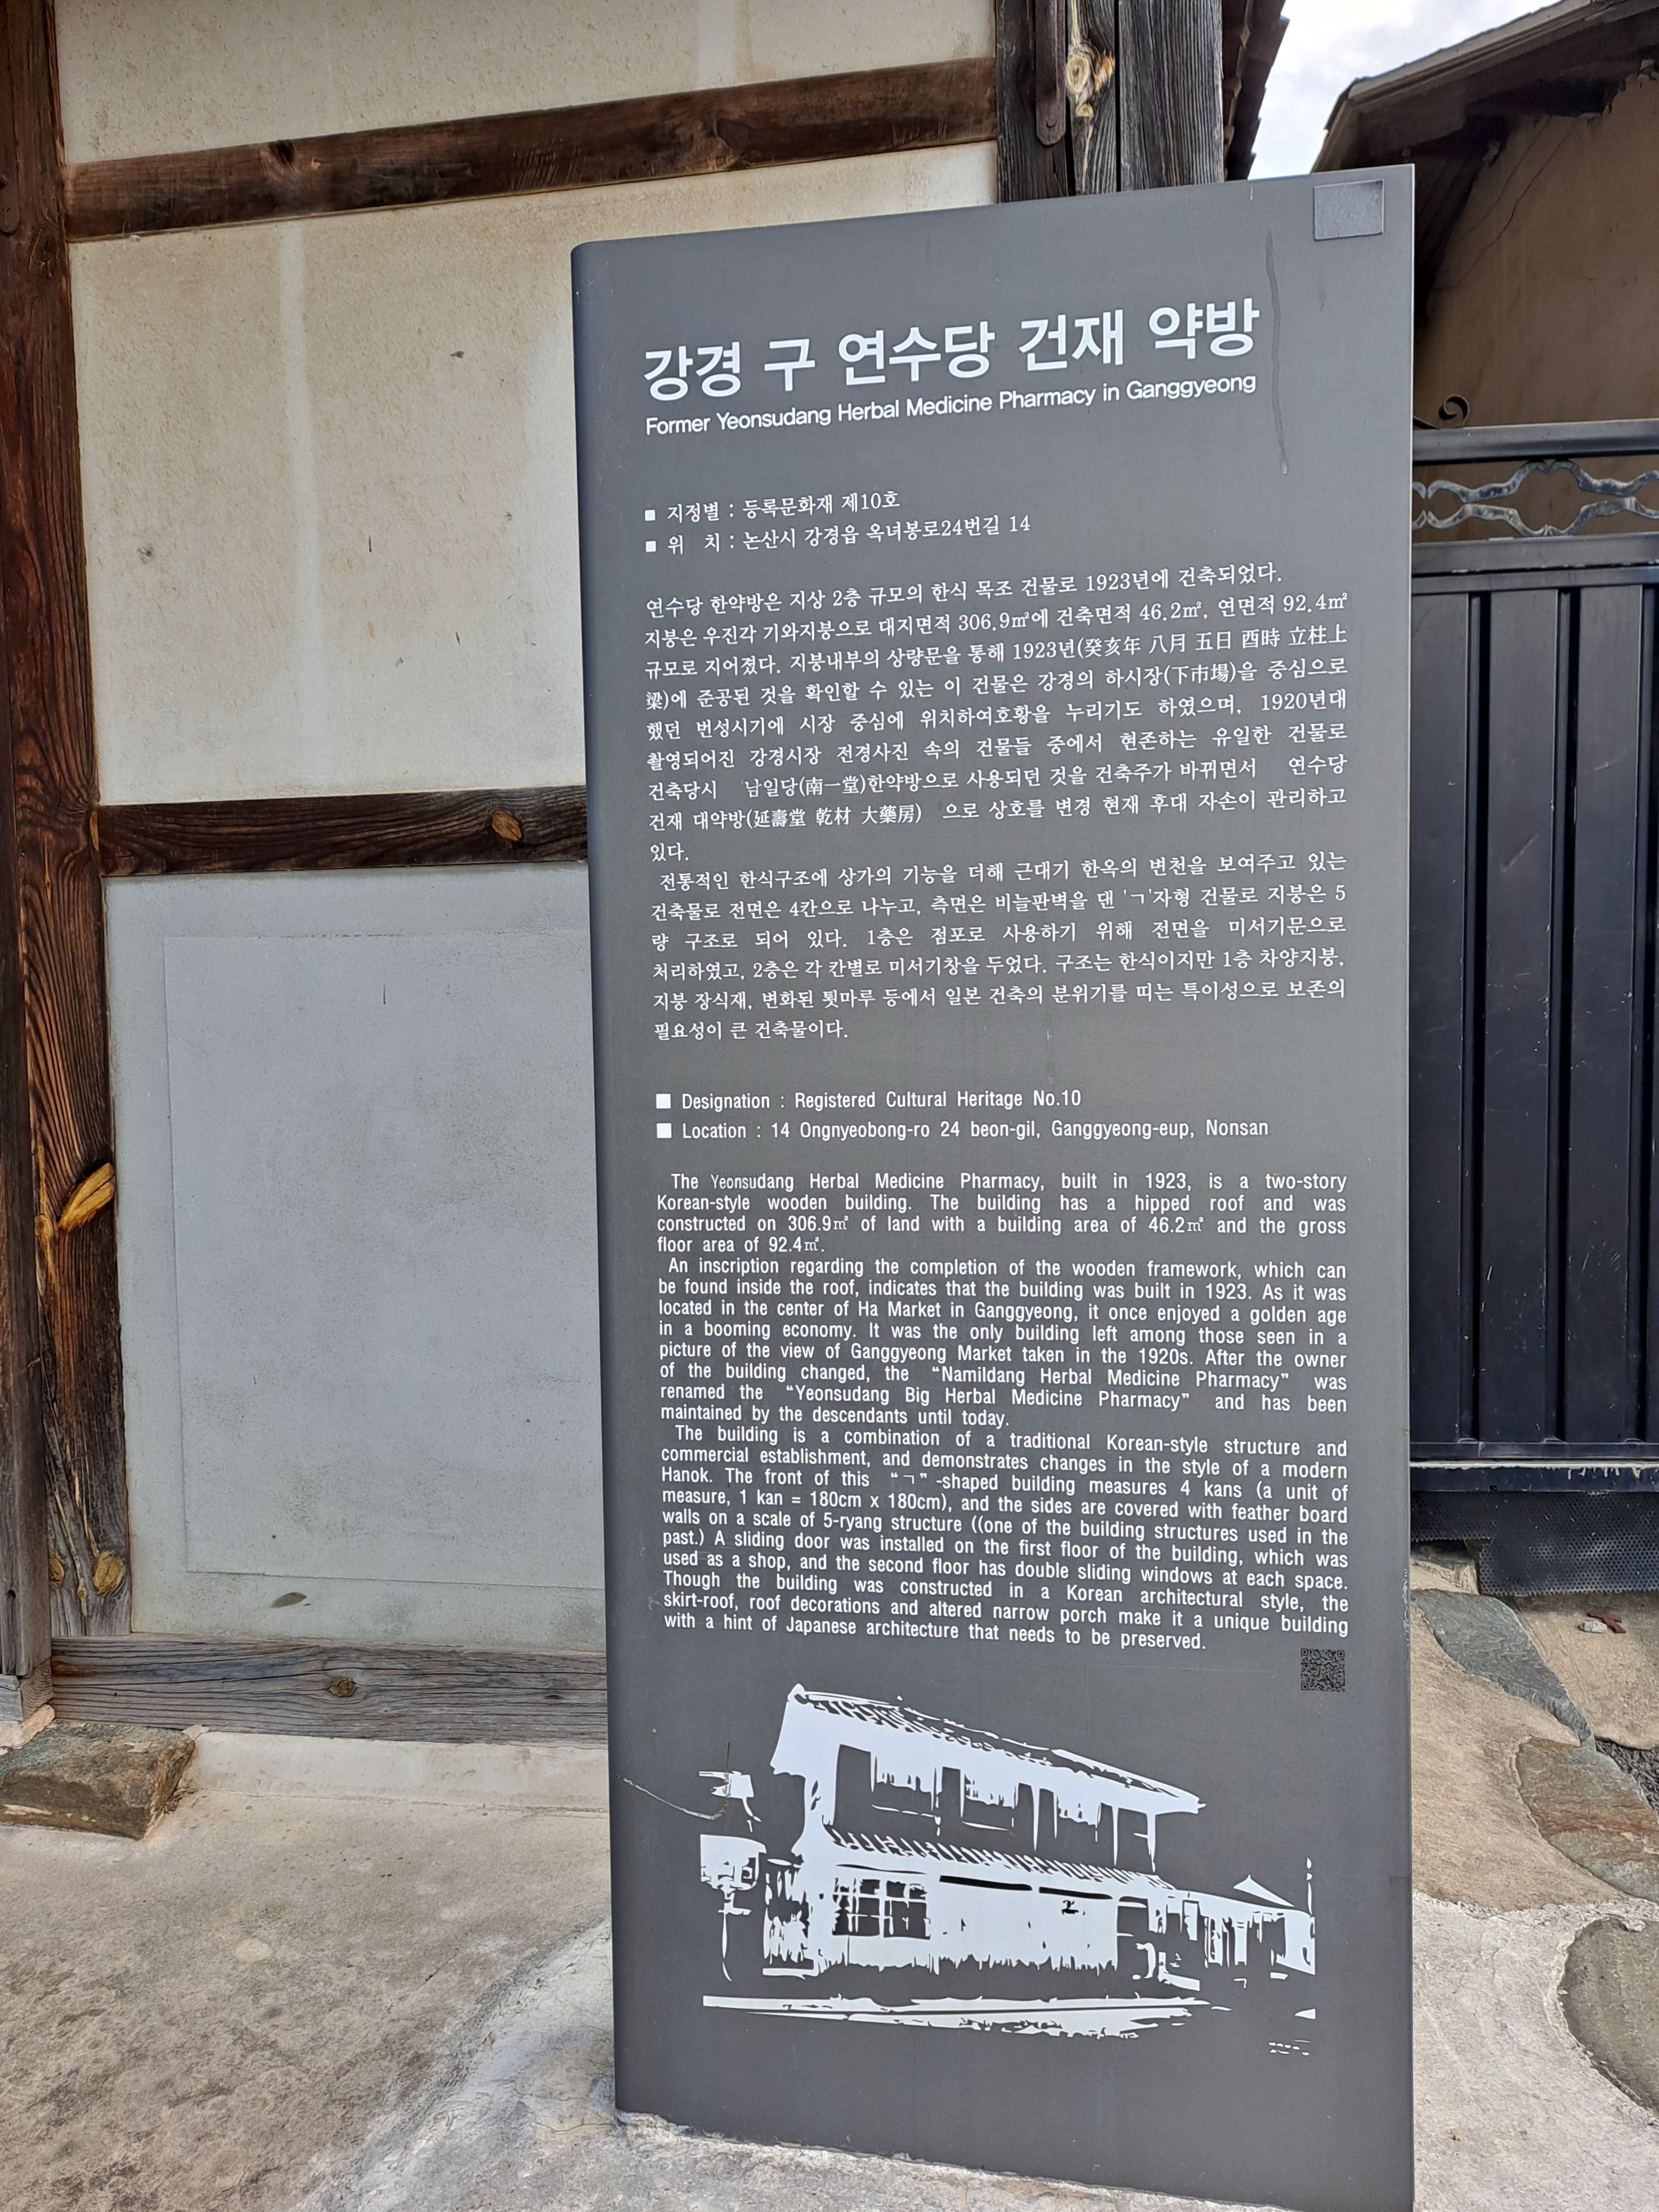 강경 구 연수당 건재 약방
Former Yeonsudang Herbal Medicine Pharmacy in Ganggyeong
■ 지정별 : 등록문화재 제10호
■ 위 치 : 논산시 강경읍 옥녀봉로24번길 14
연수당 한약방은 지상 2층 규모의 한식 목조 건물로 1923년에 건축되었다.
지붕은 우진각 기와지붕으로 대지면적 306.9㎡에 건축면적 46.2㎡, 연면적 92.4㎡
규모로 지어졌다. 지붕내부의 상량문을 통해 1923년(癸亥年 八月 五日 酉時 立柱上
梁)에 준공된 것을 확인할 수 있는 이 건물은 강경의 하시장(下市場)을 중심으로
했던 번성시기에 시장 중심에 위치하여호황을 누리기도 하였으며, 1920년대
촬영되어진 강경시장 전경사진 속의 건물들 중에서 현존하는 유일한 건물로
건축당시 남일당(南一堂)한약방으로 사용되던 것을 건축주가 바뀌면서 연수당
건재 대약방(延壽堂 乾材 大藥房) 으로 상호를 변경 현재 후대 자손이 관리하고
있다.
전통적인 한식구조에 상가의 기능을 더해 근대기 한옥의 변천을 보여주고 있는
건축물로 전면은 4칸으로 나누고, 측면은 비늘판벽을 댄 'ㄱ'자형 건물로 지붕은 5
량 구조로 되어 있다. 1층은 점포로 사용하기 위해 전면을 미서기문으로
처리하였고, 2층은 각 칸별로 미서기창을 두었다. 구조는 한식이지만 1층 차양지붕,
지붕 장식재, 변화된 툇마루 등에서 일본 건축의 분위기를 띠는 특이성으로 보존의
필요성이 큰 건축물이다.
■ Designation : Registered Cultural Heritage No.10
■ Location : 14 Ongnyeobong-ro 24 beon-gil, Ganggyeong-eup, Nonsan
The Yeonsudang Herbal Medicine Pharmacy, built in 1923, is a two-story
Korean-style wooden building. The building has a hipped roof and was
constructed on 306.9㎡ of land with a building area of 46.2㎡ and the gross
floor area of 92.4㎡.
An inscription regarding the completion of the wooden framework, which can
be found inside the roof, indicates that the building was built in 1923. As it was
located in the center of Ha Market in Ganggyeong, it once enjoyed a golden age
in a booming economy. It was the only building left among those seen in a
picture of the view of Ganggyeong Market taken in the 1920s. After the owner
of the building changed, the “Namildang Herbal Medicine Pharmacy” was
renamed the “Yeonsudang Big Herbal Medicine Pharmacy” and has been
maintained by the descendants until today.
The building is a combination of a traditional Korean-style structure and
commercial establishment, and demonstrates changes in the style of a modern
Hanok. The front of this “ㄱ” -shaped building measures 4 kans (a unit of
measure, 1 kan = 180cm x 180cm), and the sides are covered with feather board
walls on a scale of 5-ryang structure ((one of the building structures used in the
past.) A sliding door was installed on the first floor of the building, which was
used as a shop, and the second floor has double sliding windows at each space.
Though the building was constructed in a Korean architectural style, the
skirt-roof, roof decorations and altered narrow porch make it a unique building
with a hint of Japanese architecture that needs to be preserved.